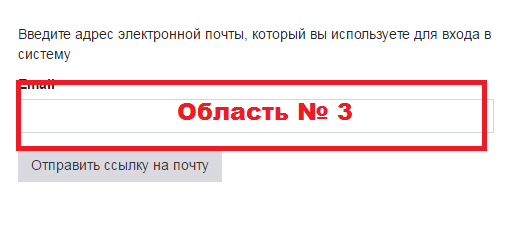 Введите адрес электронной почты, который вы используете для входа в
систему
Email
Область № 3
Отправить ссылку на почту